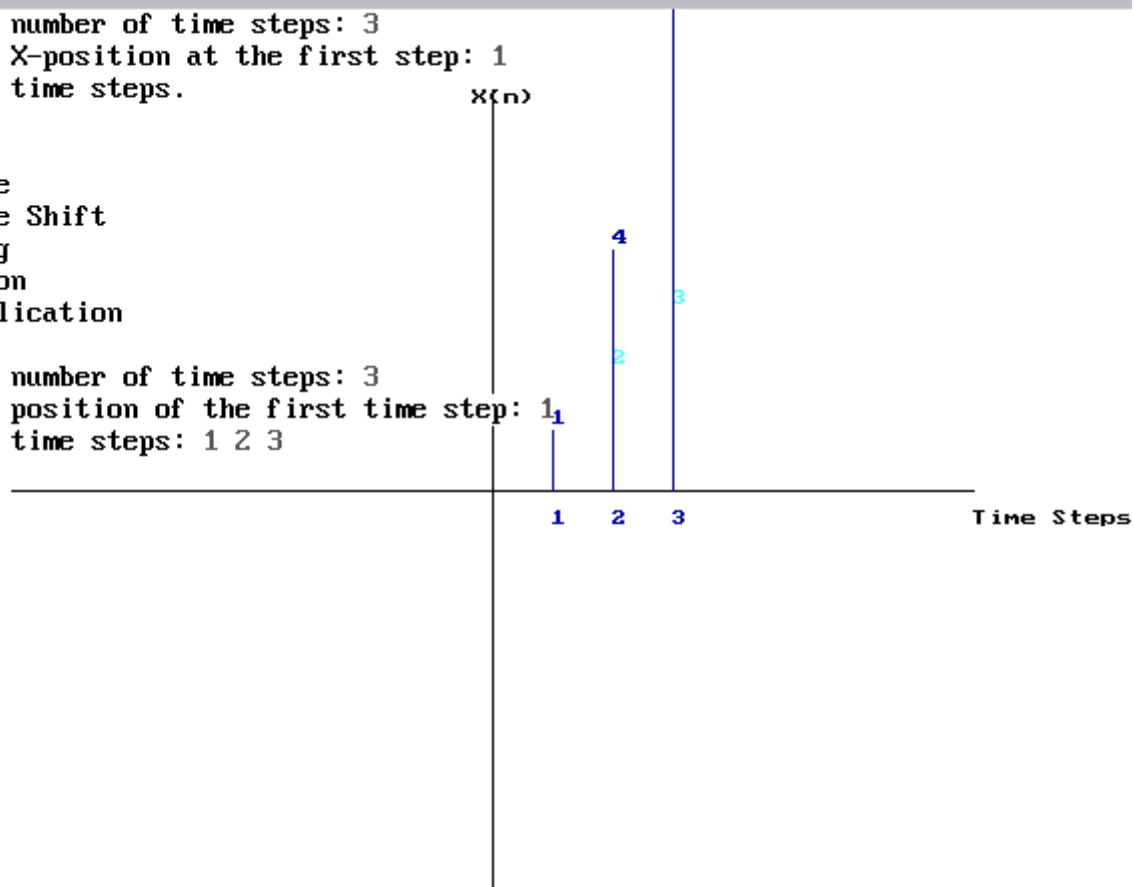 number of time steps: 3
X-position at the first step: 1
time steps.
X(n)
e
e Shift
g
on
lication
4
3
2
number of time steps: 3
position of the first time step: 1
1
time steps: 1 2 3
1 2 3
Time Steps